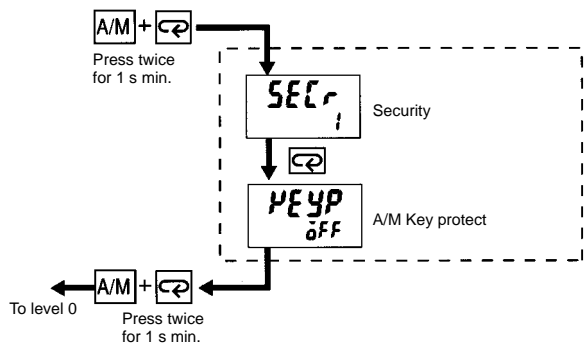 A/M +
Press twice
for 1 s min.
SECr
1
Security
KEYP
oFF
A/M Key protect
A/M +
To level 0
Press twice
for 1 s min.